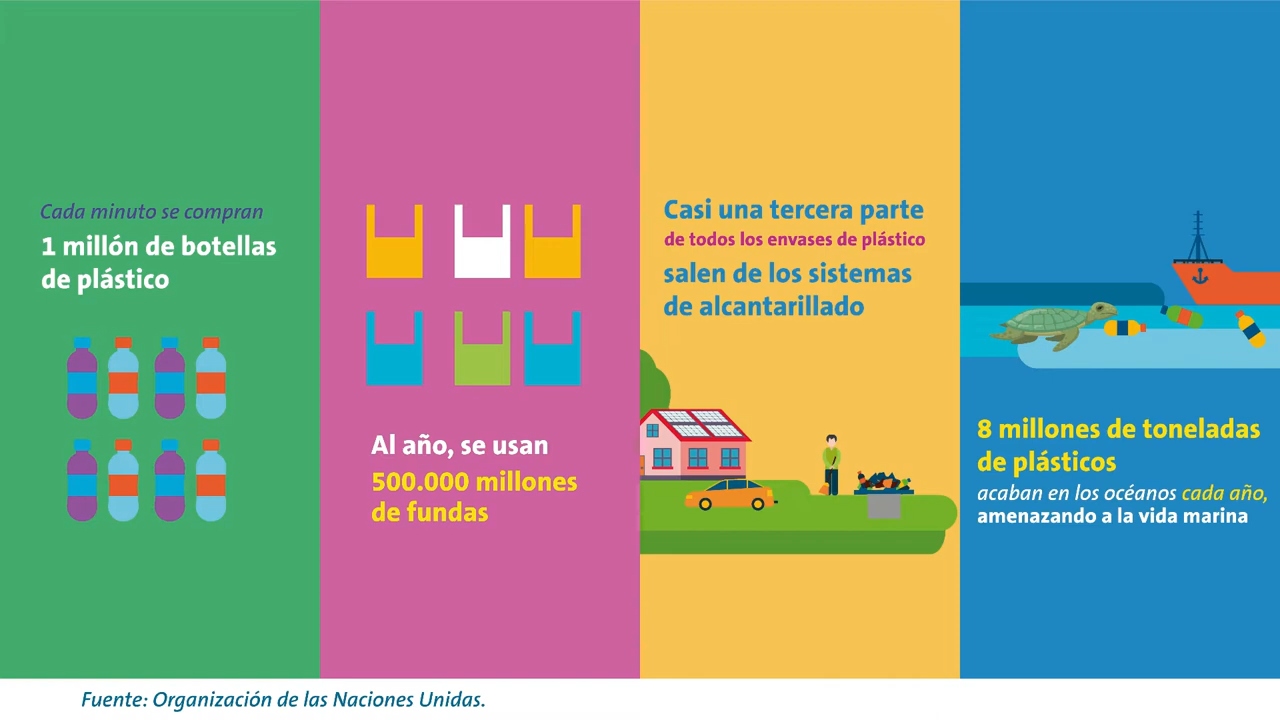 Cada minuto se compran
1 millón de botellas
de plástico
Al año, se usan
500.000 millones
de fundas
Casi una tercera parte
de todos los envases de plástico
salen de los sistemas
de alcantarillado
8 millones de toneladas
de plásticos
acaban en los océanos cada año,
amenazando a la vida marina
Fuente: Organización de las Naciones Unidas.